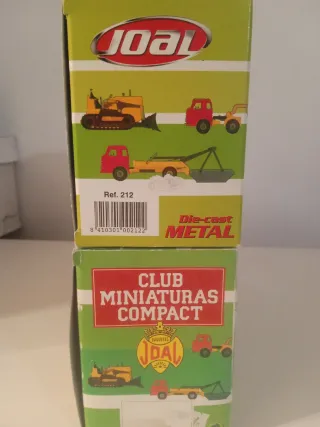 JOAL
Ref. 212
8 410301 002122
Die-cast
METAL
CLUB
MINIATURAS
COMPACT
JOAL